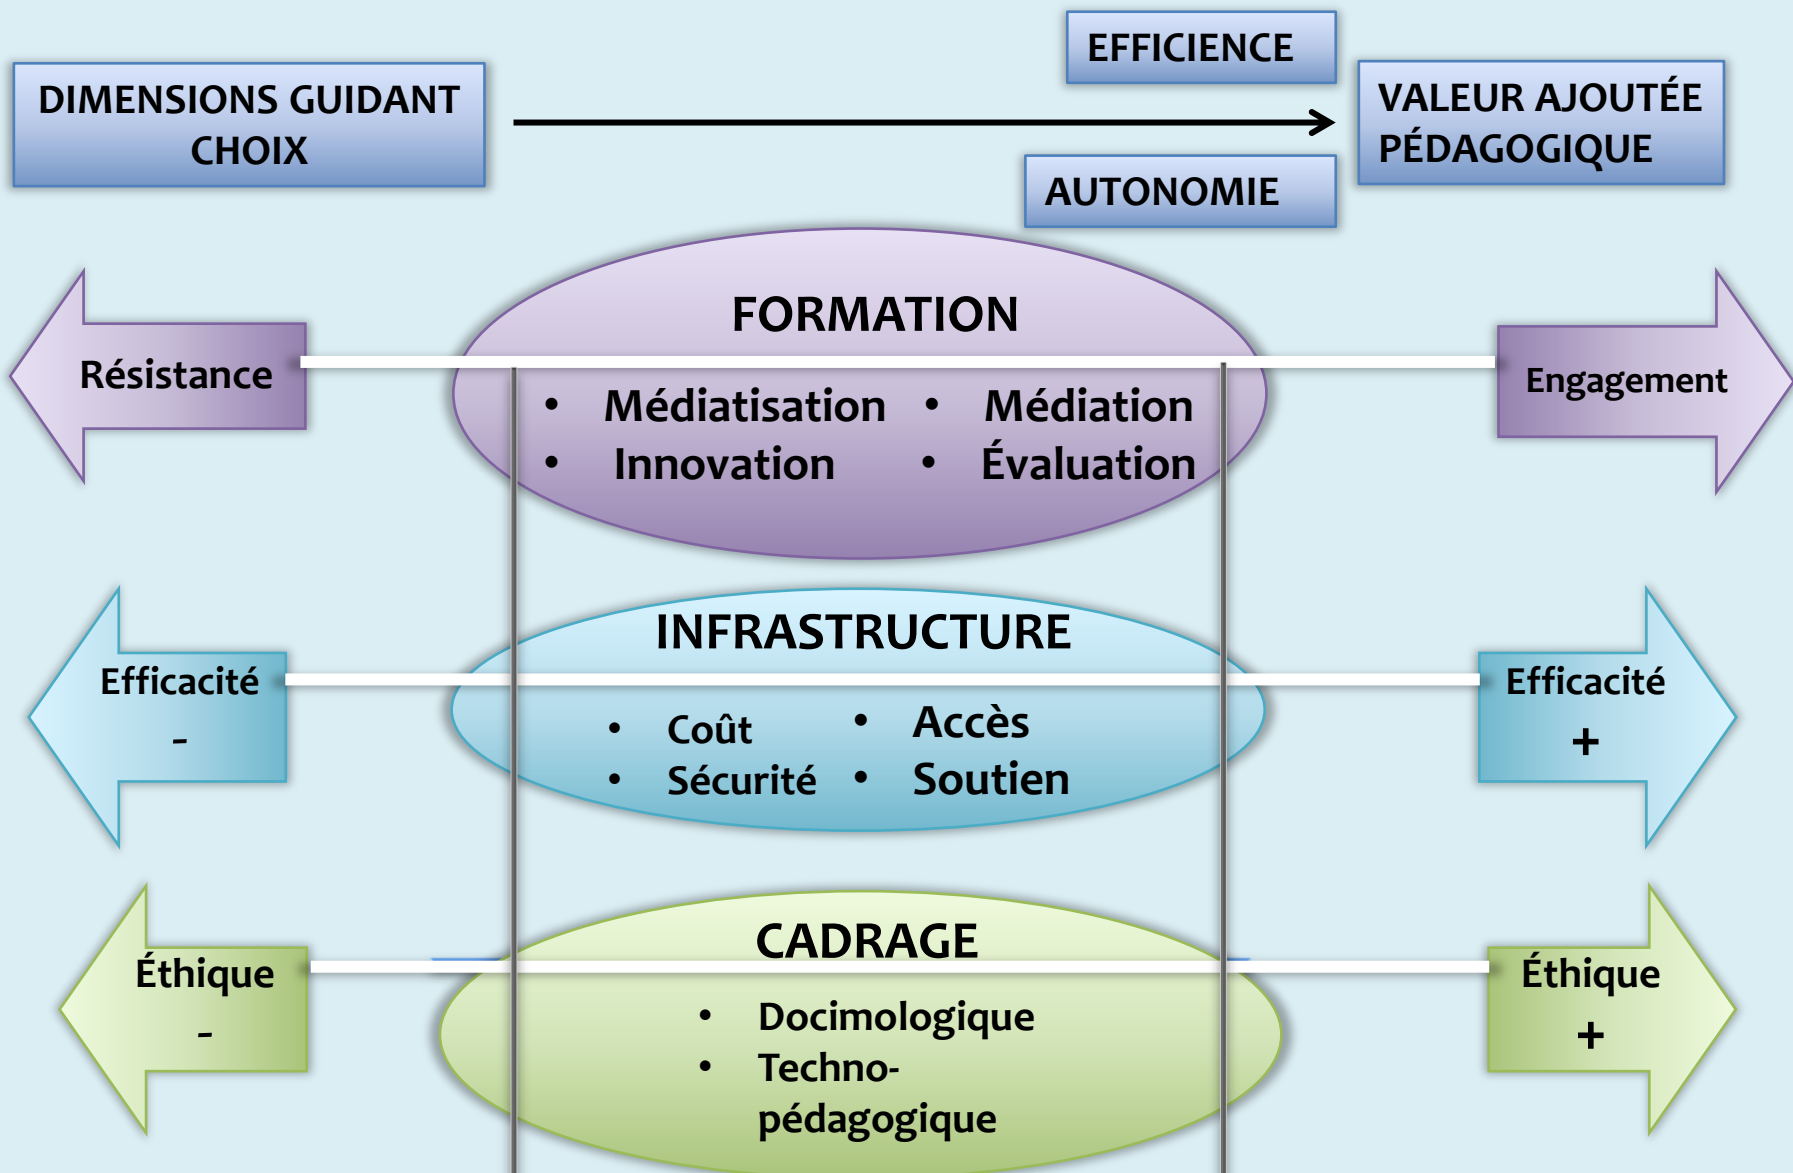 DIMENSIONS GUIDANT
CHOIX
EFFICIENCE
AUTONOMIE
VALEUR AJOUTÉE
PÉDAGOGIQUE
Résistance
FORMATION
• Médiatisation • Médiation
• Innovation • Évaluation
Engagement
Efficacité
-
INFRASTRUCTURE
• Coût • Accès
• Sécurité • Soutien
Efficacité
+
Éthique
-
CADRAGE
• Docimologique
• Techno-
pédagogique
Éthique
+